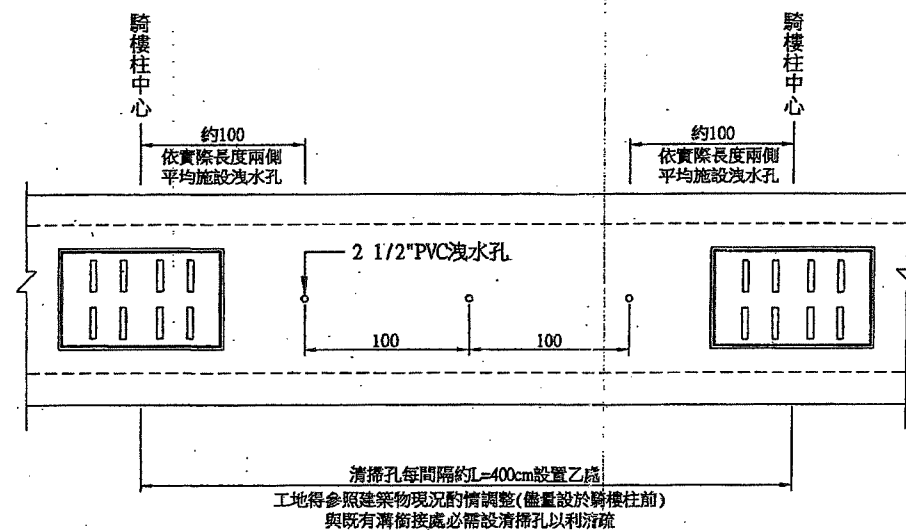 騎樓柱中心
騎樓柱中心
約100
依實際長度兩側
平均施設洩水孔
約100
依實際長度兩側
平均施設洩水孔
2 1/2"PVC洩水孔
100
100
清掃孔每間隔約L=400cm設置乙處
工地得參照建築物現況酌情調整(儘量設於騎樓柱前)
與既有溝銜接處必需設清掃孔以利清疏